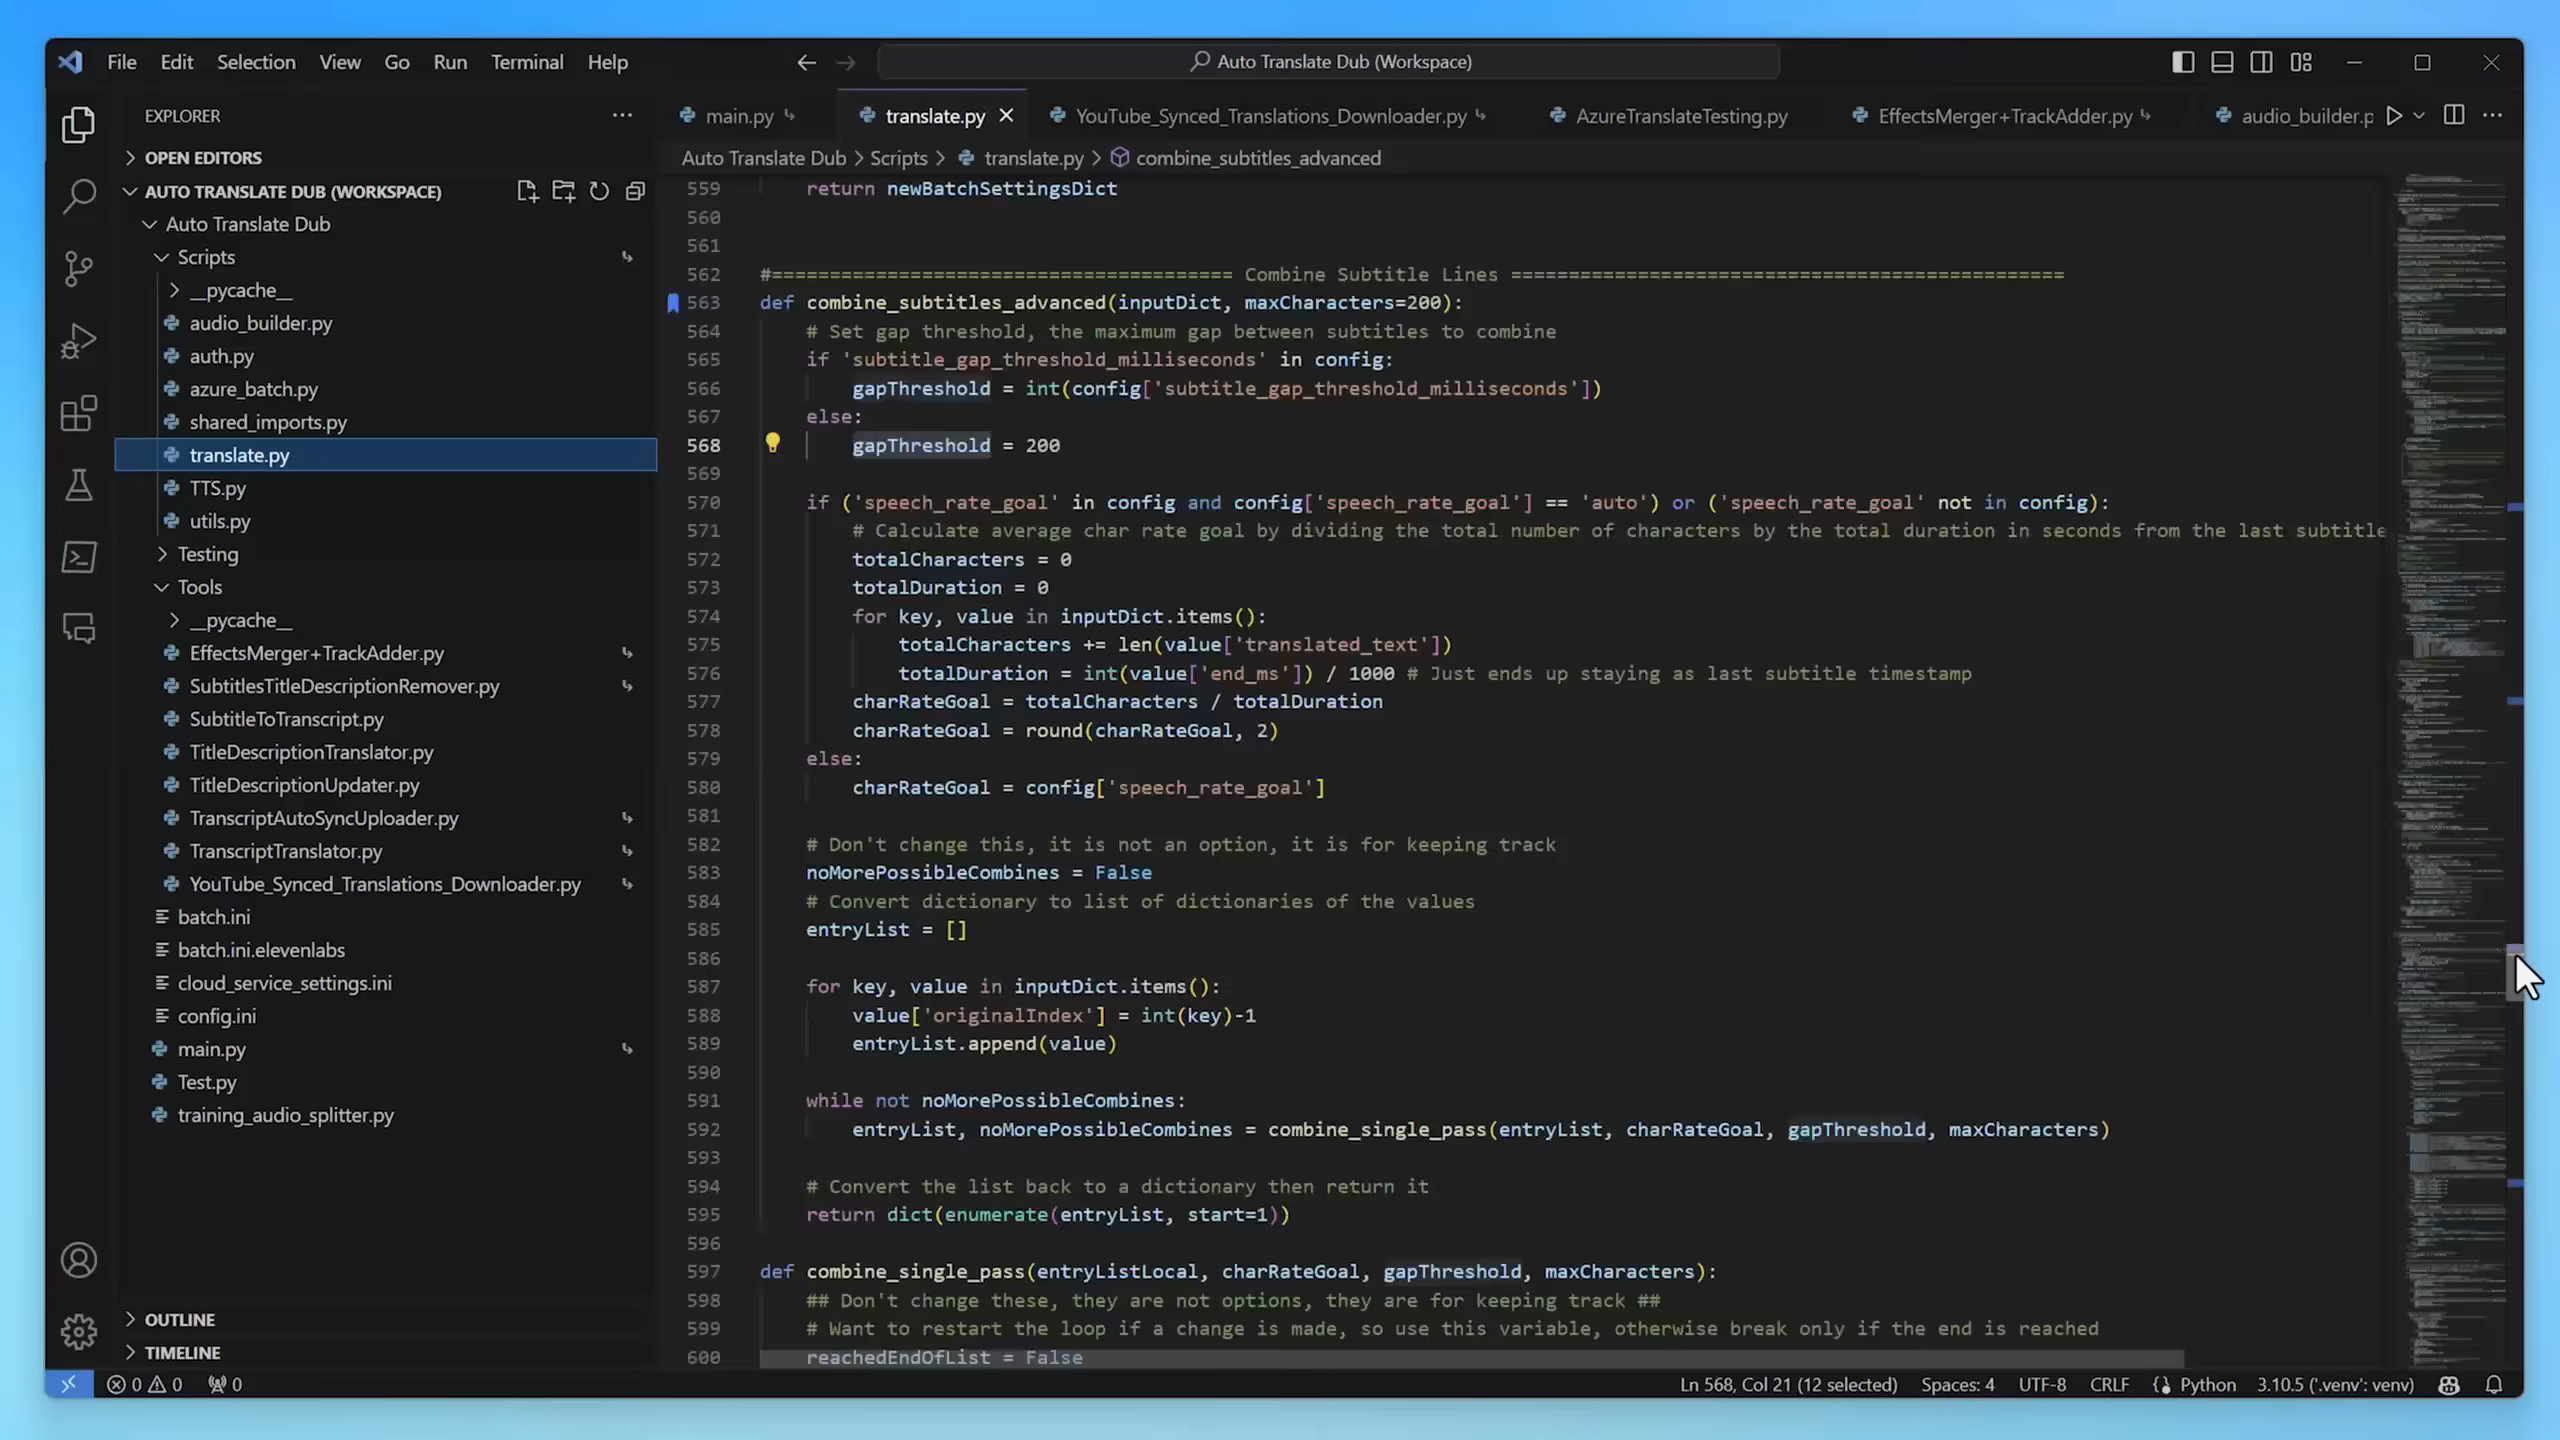 File Edit Selection View Go Run Terminal Help
Auto Translate Dub (Workspace)
EXPLORER
OPEN EDITORS
AUTO TRANSLATE DUB (WORKSPACE)
Auto Translate Dub
Scripts
__pycache__
audio_builder.py
auth.py
azure_batch.py
shared_imports.py
translate.py
TTS.py
utils.py
Testing
Tools
__pycache__
EffectsMerger+TrackAdder.py
SubtitlesTitleDescriptionRemover.py
SubtitleToTranscript.py
TitleDescriptionTranslator.py
TitleDescriptionUpdater.py
TranscriptAutoSyncUploader.py
TranscriptTranslator.py
YouTube_Synced_Translations_Downloader.py
batch.ini
batch.ini.elevenlabs
cloud_service_settings.ini
config.ini
main.py
Test.py
training_audio_splitter.py
OUTLINE
TIMELINE
main.py translate.py YouTube_Synced_Translations_Downloader.py AzureTranslateTesting.py EffectsMerger+TrackAdder.py audio_builder.p
Auto Translate Dub > Scripts > translate.py > combine_subtitles_advanced
559     return newBatchSettingsDict
560
561
562 #======================================== Combine Subtitle Lines ================================================
563 def combine_subtitles_advanced(inputDict, maxCharacters=200):
564     # Set gap threshold, the maximum gap between subtitles to combine
565     if 'subtitle_gap_threshold_milliseconds' in config:
566         gapThreshold = int(config['subtitle_gap_threshold_milliseconds'])
567     else:
568         gapThreshold = 200
569
570     if ('speech_rate_goal' in config and config['speech_rate_goal'] == 'auto') or ('speech_rate_goal' not in config):
571         # Calculate average char rate goal by dividing the total number of characters by the total duration in seconds from the last subtitle
572         totalCharacters = 0
573         totalDuration = 0
574         for key, value in inputDict.items():
575             totalCharacters += len(value['translated_text'])
576             totalDuration = int(value['end_ms']) / 1000 # Just ends up staying as last subtitle timestamp
577         charRateGoal = totalCharacters / totalDuration
578         charRateGoal = round(charRateGoal, 2)
579     else:
580         charRateGoal = config['speech_rate_goal']
581
582     # Don't change this, it is not an option, it is for keeping track
583     noMorePossibleCombines = False
584     # Convert dictionary to list of dictionaries of the values
585     entryList = []
586
587     for key, value in inputDict.items():
588         value['originalIndex'] = int(key)-1
589         entryList.append(value)
590
591     while not noMorePossibleCombines:
592         entryList, noMorePossibleCombines = combine_single_pass(entryList, charRateGoal, gapThreshold, maxCharacters)
593
594     # Convert the list back to a dictionary then return it
595     return dict(enumerate(entryList, start=1))
596
597 def combine_single_pass(entryListLocal, charRateGoal, gapThreshold, maxCharacters):
598     ## Don't change these, they are not options, they are for keeping track ##
599     # Want to restart the loop if a change is made, so use this variable, otherwise break only if the end is reached
600     reachedEndOfList = False
0 0 0 Ln 568, Col 21 (12 selected) Spaces: 4 UTF-8 CRLF Python 3.10.5 ('.venv': venv)